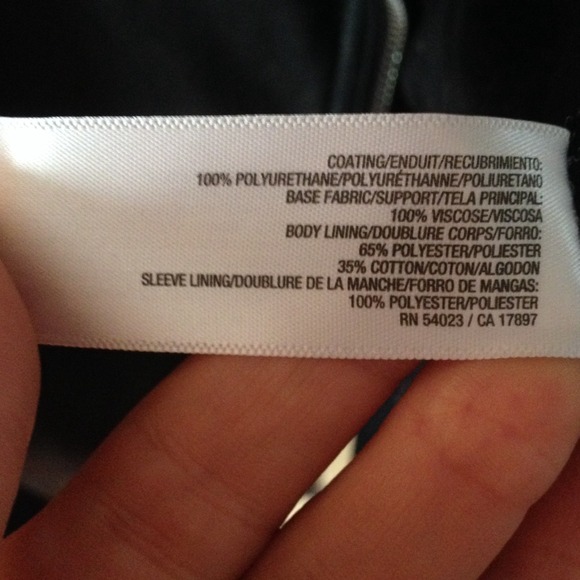 COATING/ENDUIT/RECUBRIMIENTO:
100% POLYURETHANE/POLYURÉTHANNE/POLIURETANO
BASE FABRIC/SUPPORT/TELA PRINCIPAL:
100% VISCOSE/VISCOSA
BODY LINING/DOUBLURE CORPS/FORRO:
65% POLYESTER/POLIESTER
35% COTTON/COTON/ALGODON
SLEEVE LINING/DOUBLURE DE LA MANCHE/FORRO DE MANGAS:
100% POLYESTER/POLIESTER
RN 54023 / CA 17897